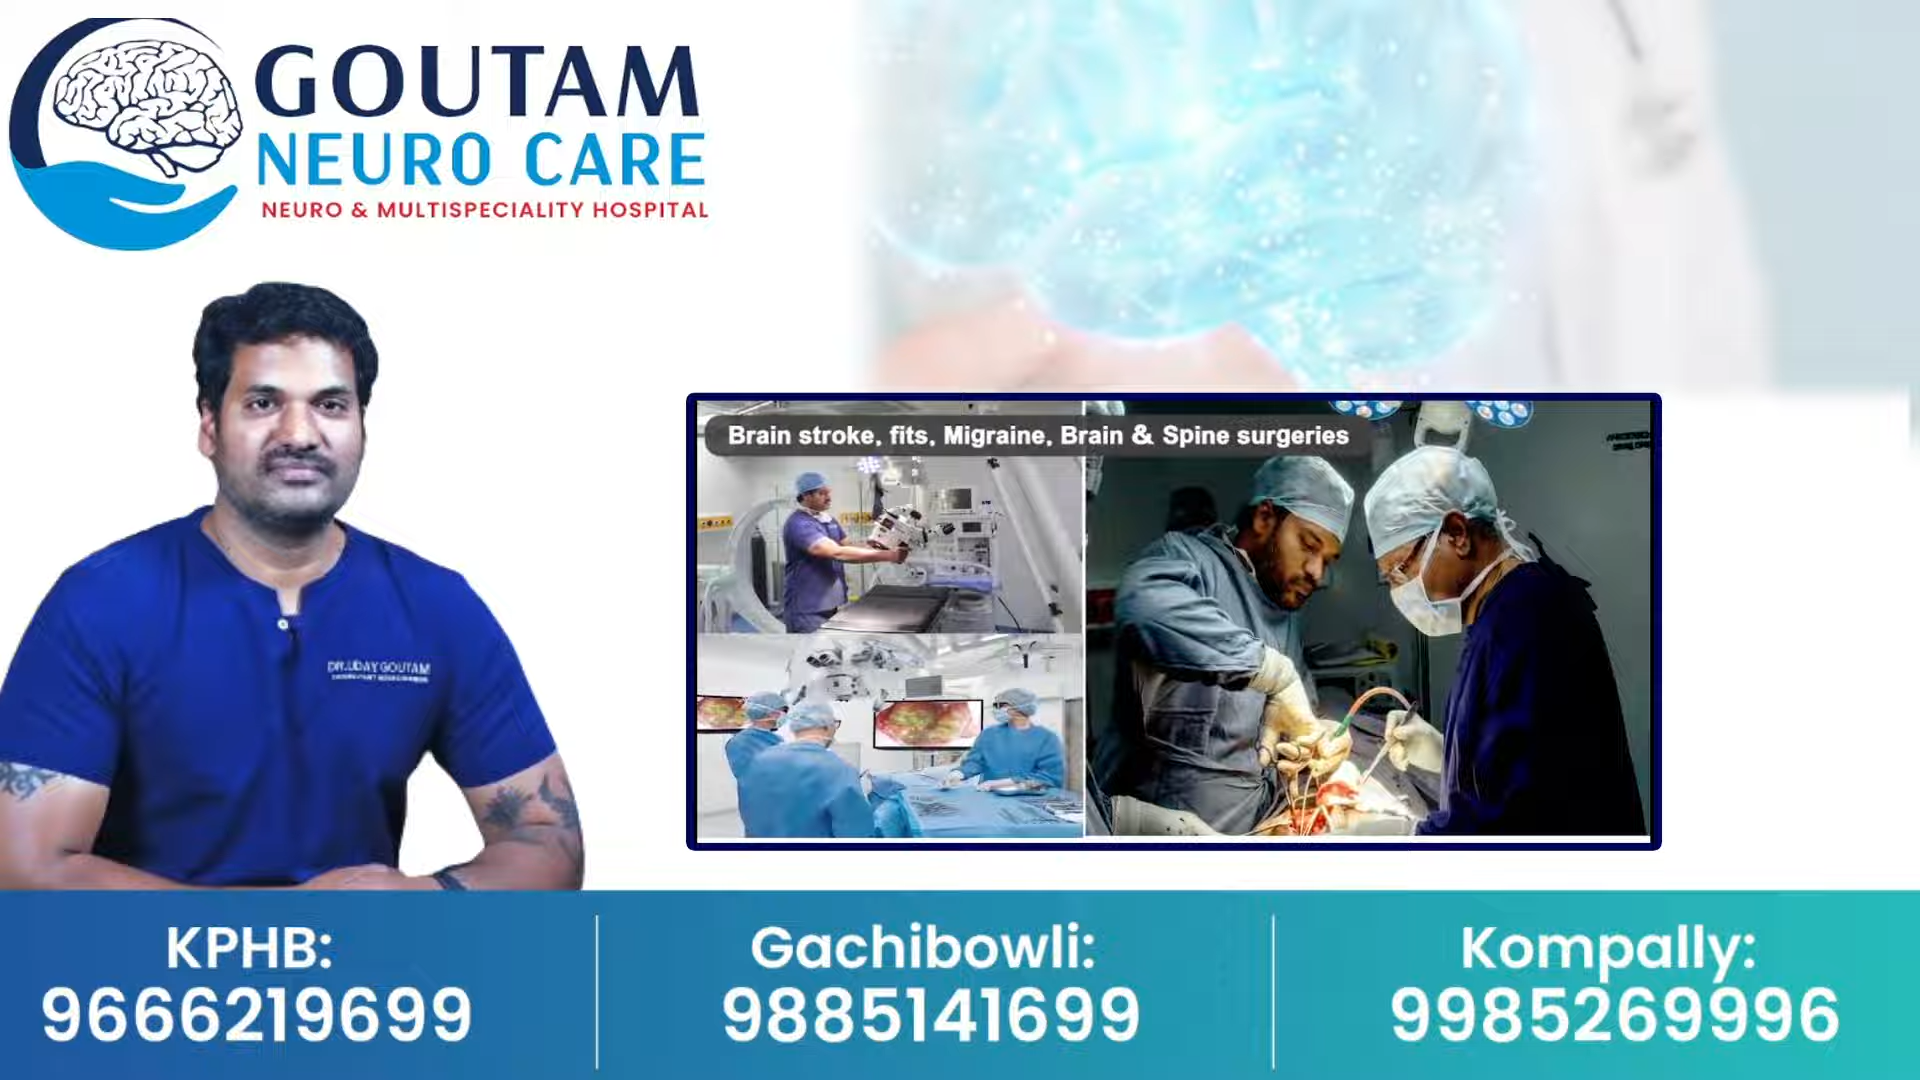 GOUTAM
NEURO CARE
NEURO & MULTISPECIALITY HOSPITAL
Brain stroke, fits, Migraine, Brain & Spine surgeries
DR.UDAY GOUTAM
KPHB:
9666219699
Gachibowli:
9885141699
Kompally:
9985269996